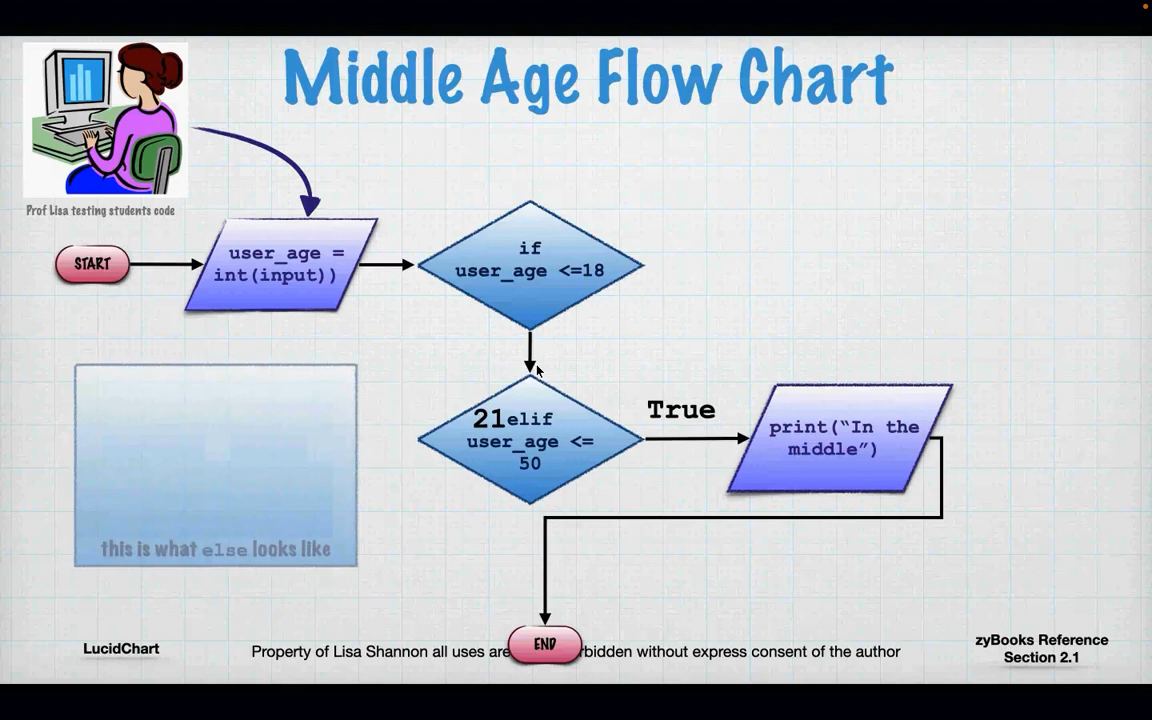 Middle Age Flow Chart
Prof Lisa testing students code
START
user_age =
int(input))
if
user_age <=18
21elif
user_age <=
50
True
print(“In the
middle”)
this is what else looks like
END
LucidChart
Property of Lisa Shannon all uses are rbidden without express consent of the author
zyBooks Reference
Section 2.1